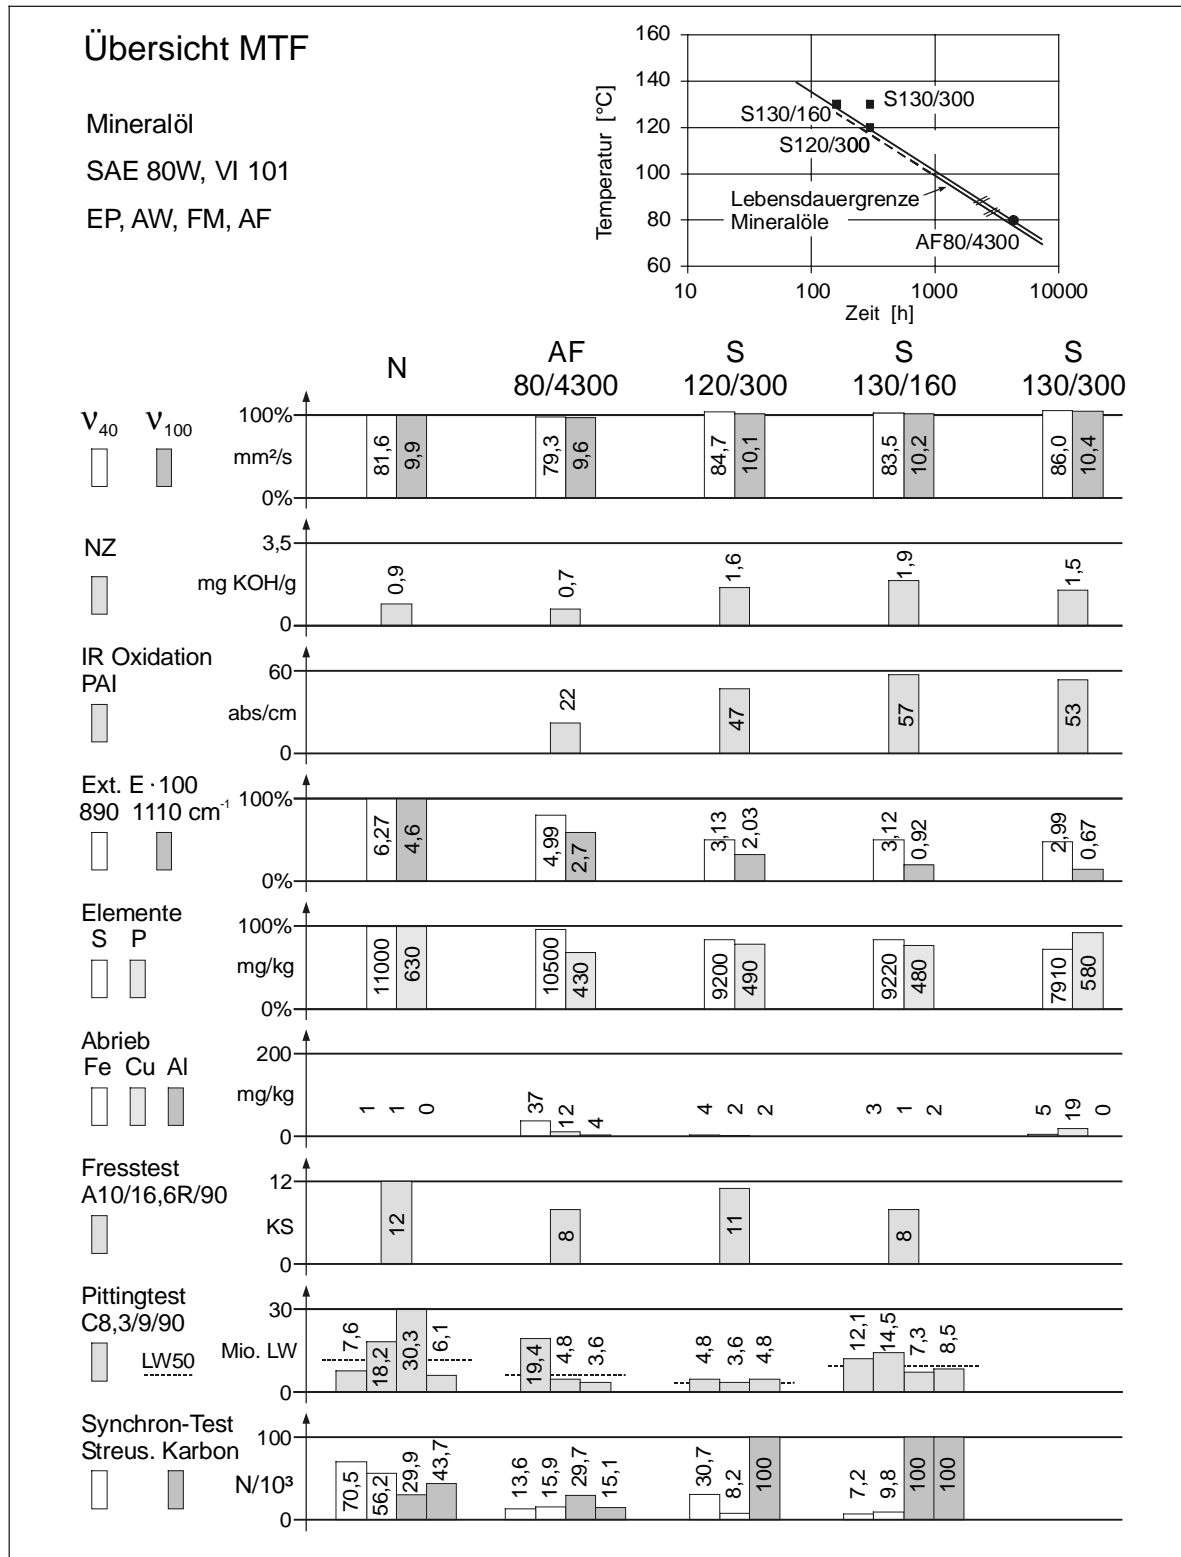 Übersicht MTF
Mineralöl
SAE 80W, VI 101
EP, AW, FM, AF
Temperatur [°C]
160
140
120
100
80
60
S130/160
S130/300
S120/300
Lebensdauergrenze
Mineralöle
AF80/4300
10 100 1000 10000
Zeit [h]
N AF S S S
80/4300 120/300 130/160 130/300
ν40 ν100
100%
mm²/s
0%
81,6 9,9 79,3 9,6 84,7 10,1 83,5 10,2 86,0 10,4
NZ
3,5
mg KOH/g
0
0,9 0,7 1,6 1,9 1,5
IR Oxidation
PAI
60
abs/cm
0
22 47 57 53
Ext. E · 100
890 1110 cm⁻¹
100%
0%
6,27 4,6 4,99 2,7 3,13 2,03 3,12 0,92 2,99 0,67
Elemente
S P
100%
mg/kg
0%
11000 630 10500 430 9200 490 9220 480 7910 580
Abrieb
Fe Cu Al
200
mg/kg
0
1 1 0 37 12 4 4 2 2 3 1 2 5 19 0
Fresstest
A10/16,6R/90
12
KS
0
12 8 11 8
Pittingtest
C8,3/9/90
LW50
30
Mio. LW
0
7,6 18,2 30,3 6,1 19,4 4,8 3,6 4,8 3,6 4,8 12,1 14,5 7,3 8,5
Synchron-Test
Streus. Karbon
100
N/10³
0
70,5 56,2 29,9 43,7 13,6 15,9 29,7 15,1 30,7 8,2 100 7,2 9,8 100 100